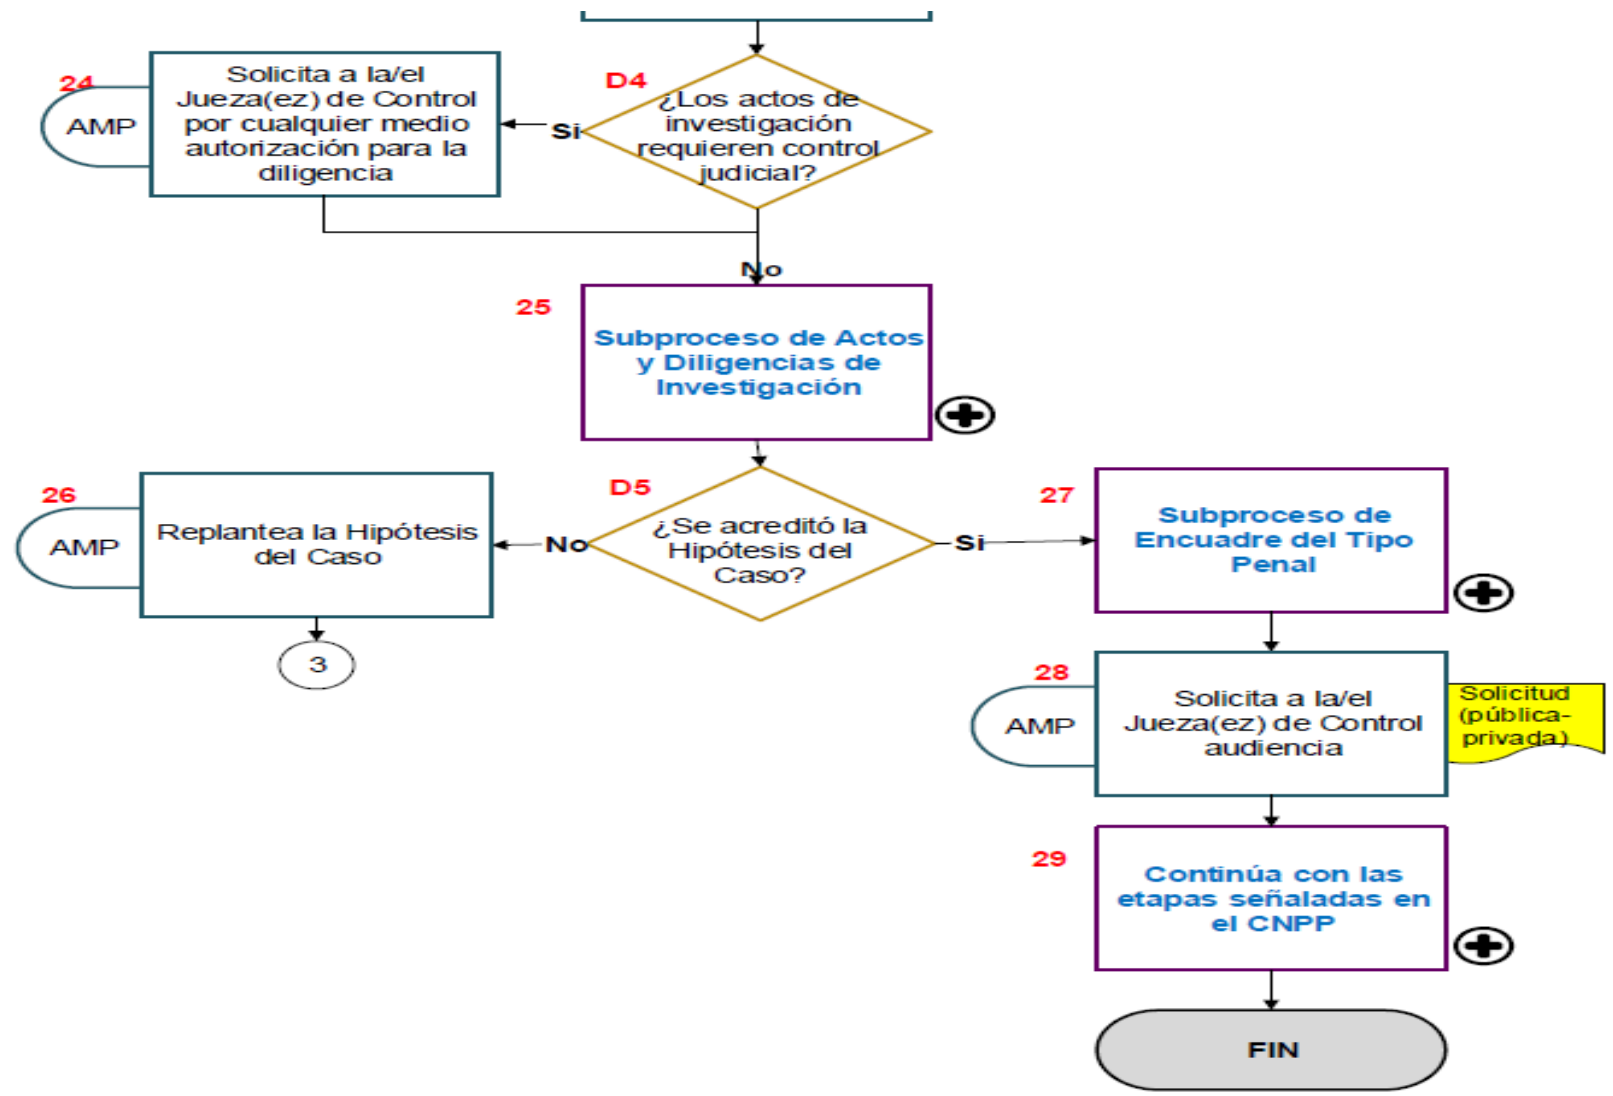 24
AMP
Solicita a la/el
Jueza(ez) de Control
por cualquier medio
autorización para la
diligencia
Si
D4
¿Los actos de
investigación
requieren control
judicial?
No
25
Subproceso de Actos
y Diligencias de
Investigación
26
AMP
Replantea la Hipótesis
del Caso
3
No
D5
¿Se acreditó la
Hipótesis del
Caso?
Si
27
Subproceso de
Encuadre del Tipo
Penal
28
AMP
Solicita a la/el
Jueza(ez) de Control
audiencia
Solicitud
(pública-
privada)
29
Continúa con las
etapas señaladas en
el CNPP
FIN